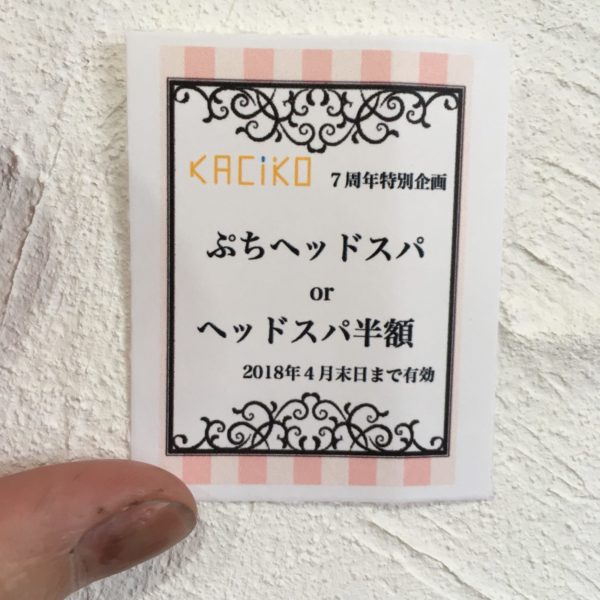 KACiKO 7周年特別企画
ぷちヘッドスパ
or
ヘッドスパ半額
2018年4月末日まで有効